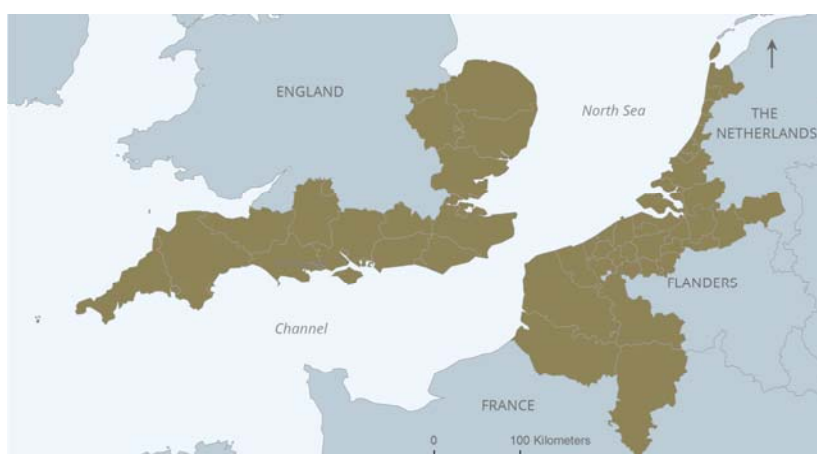 ENGLAND
North Sea
THE
NETHERLANDS
FLANDERS
Channel
FRANCE
0
100 Kilometers